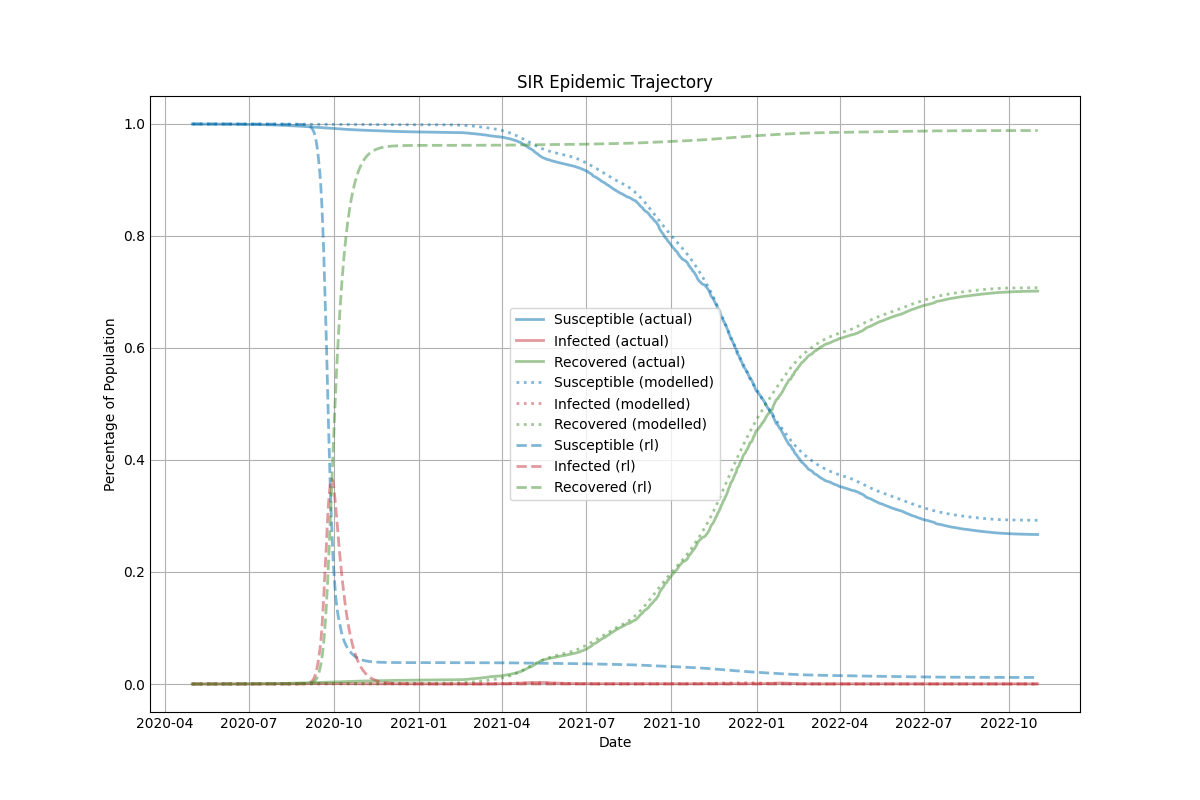 SIR Epidemic Trajectory
1.0
0.8
0.6
0.4
0.2
0.0
Percentage of Population
Susceptible (actual)
Infected (actual)
Recovered (actual)
Susceptible (modelled)
Infected (modelled)
Recovered (modelled)
Susceptible (rl)
Infected (rl)
Recovered (rl)
2020-04 2020-07 2020-10 2021-01 2021-04 2021-07 2021-10 2022-01 2022-04 2022-07 2022-10
Date